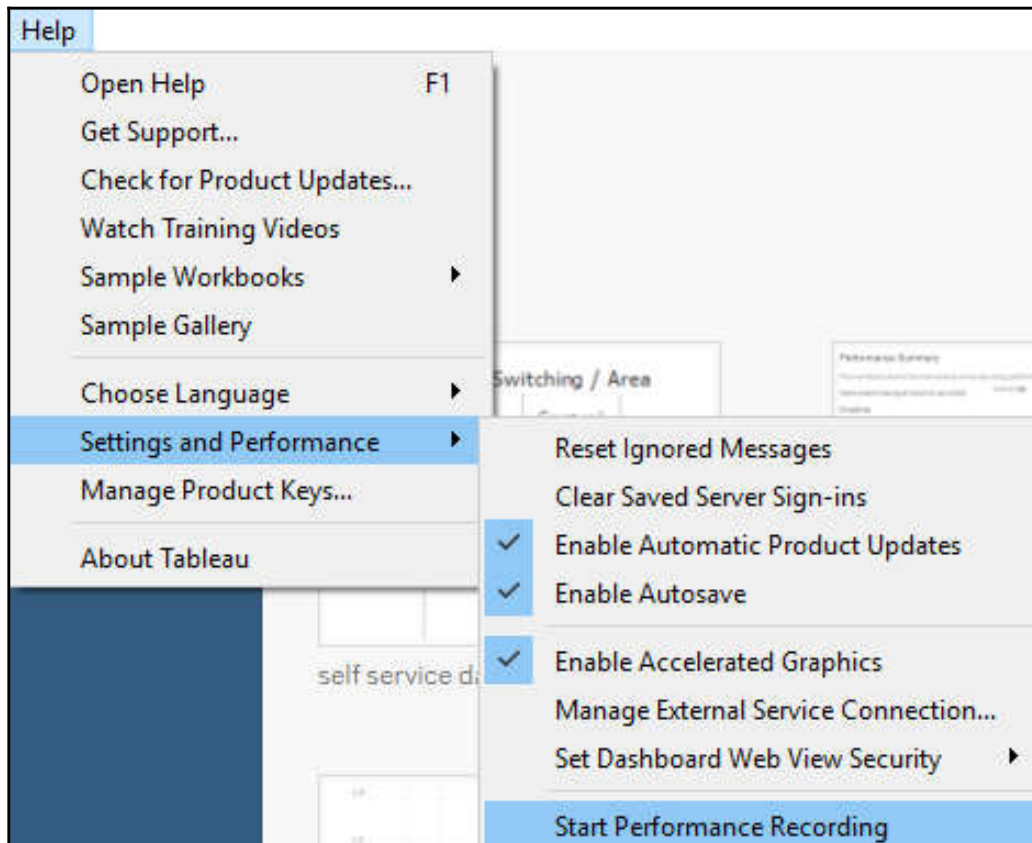 Help
Open Help F1
Get Support...
Check for Product Updates...
Watch Training Videos
Sample Workbooks
Sample Gallery
Switching / Area
Performance Summary
Choose Language
Settings and Performance
Manage Product Keys...
About Tableau
Reset Ignored Messages
Clear Saved Server Sign-ins
Enable Automatic Product Updates
Enable Autosave
self service
Enable Accelerated Graphics
Manage External Service Connection...
Set Dashboard Web View Security
Start Performance Recording